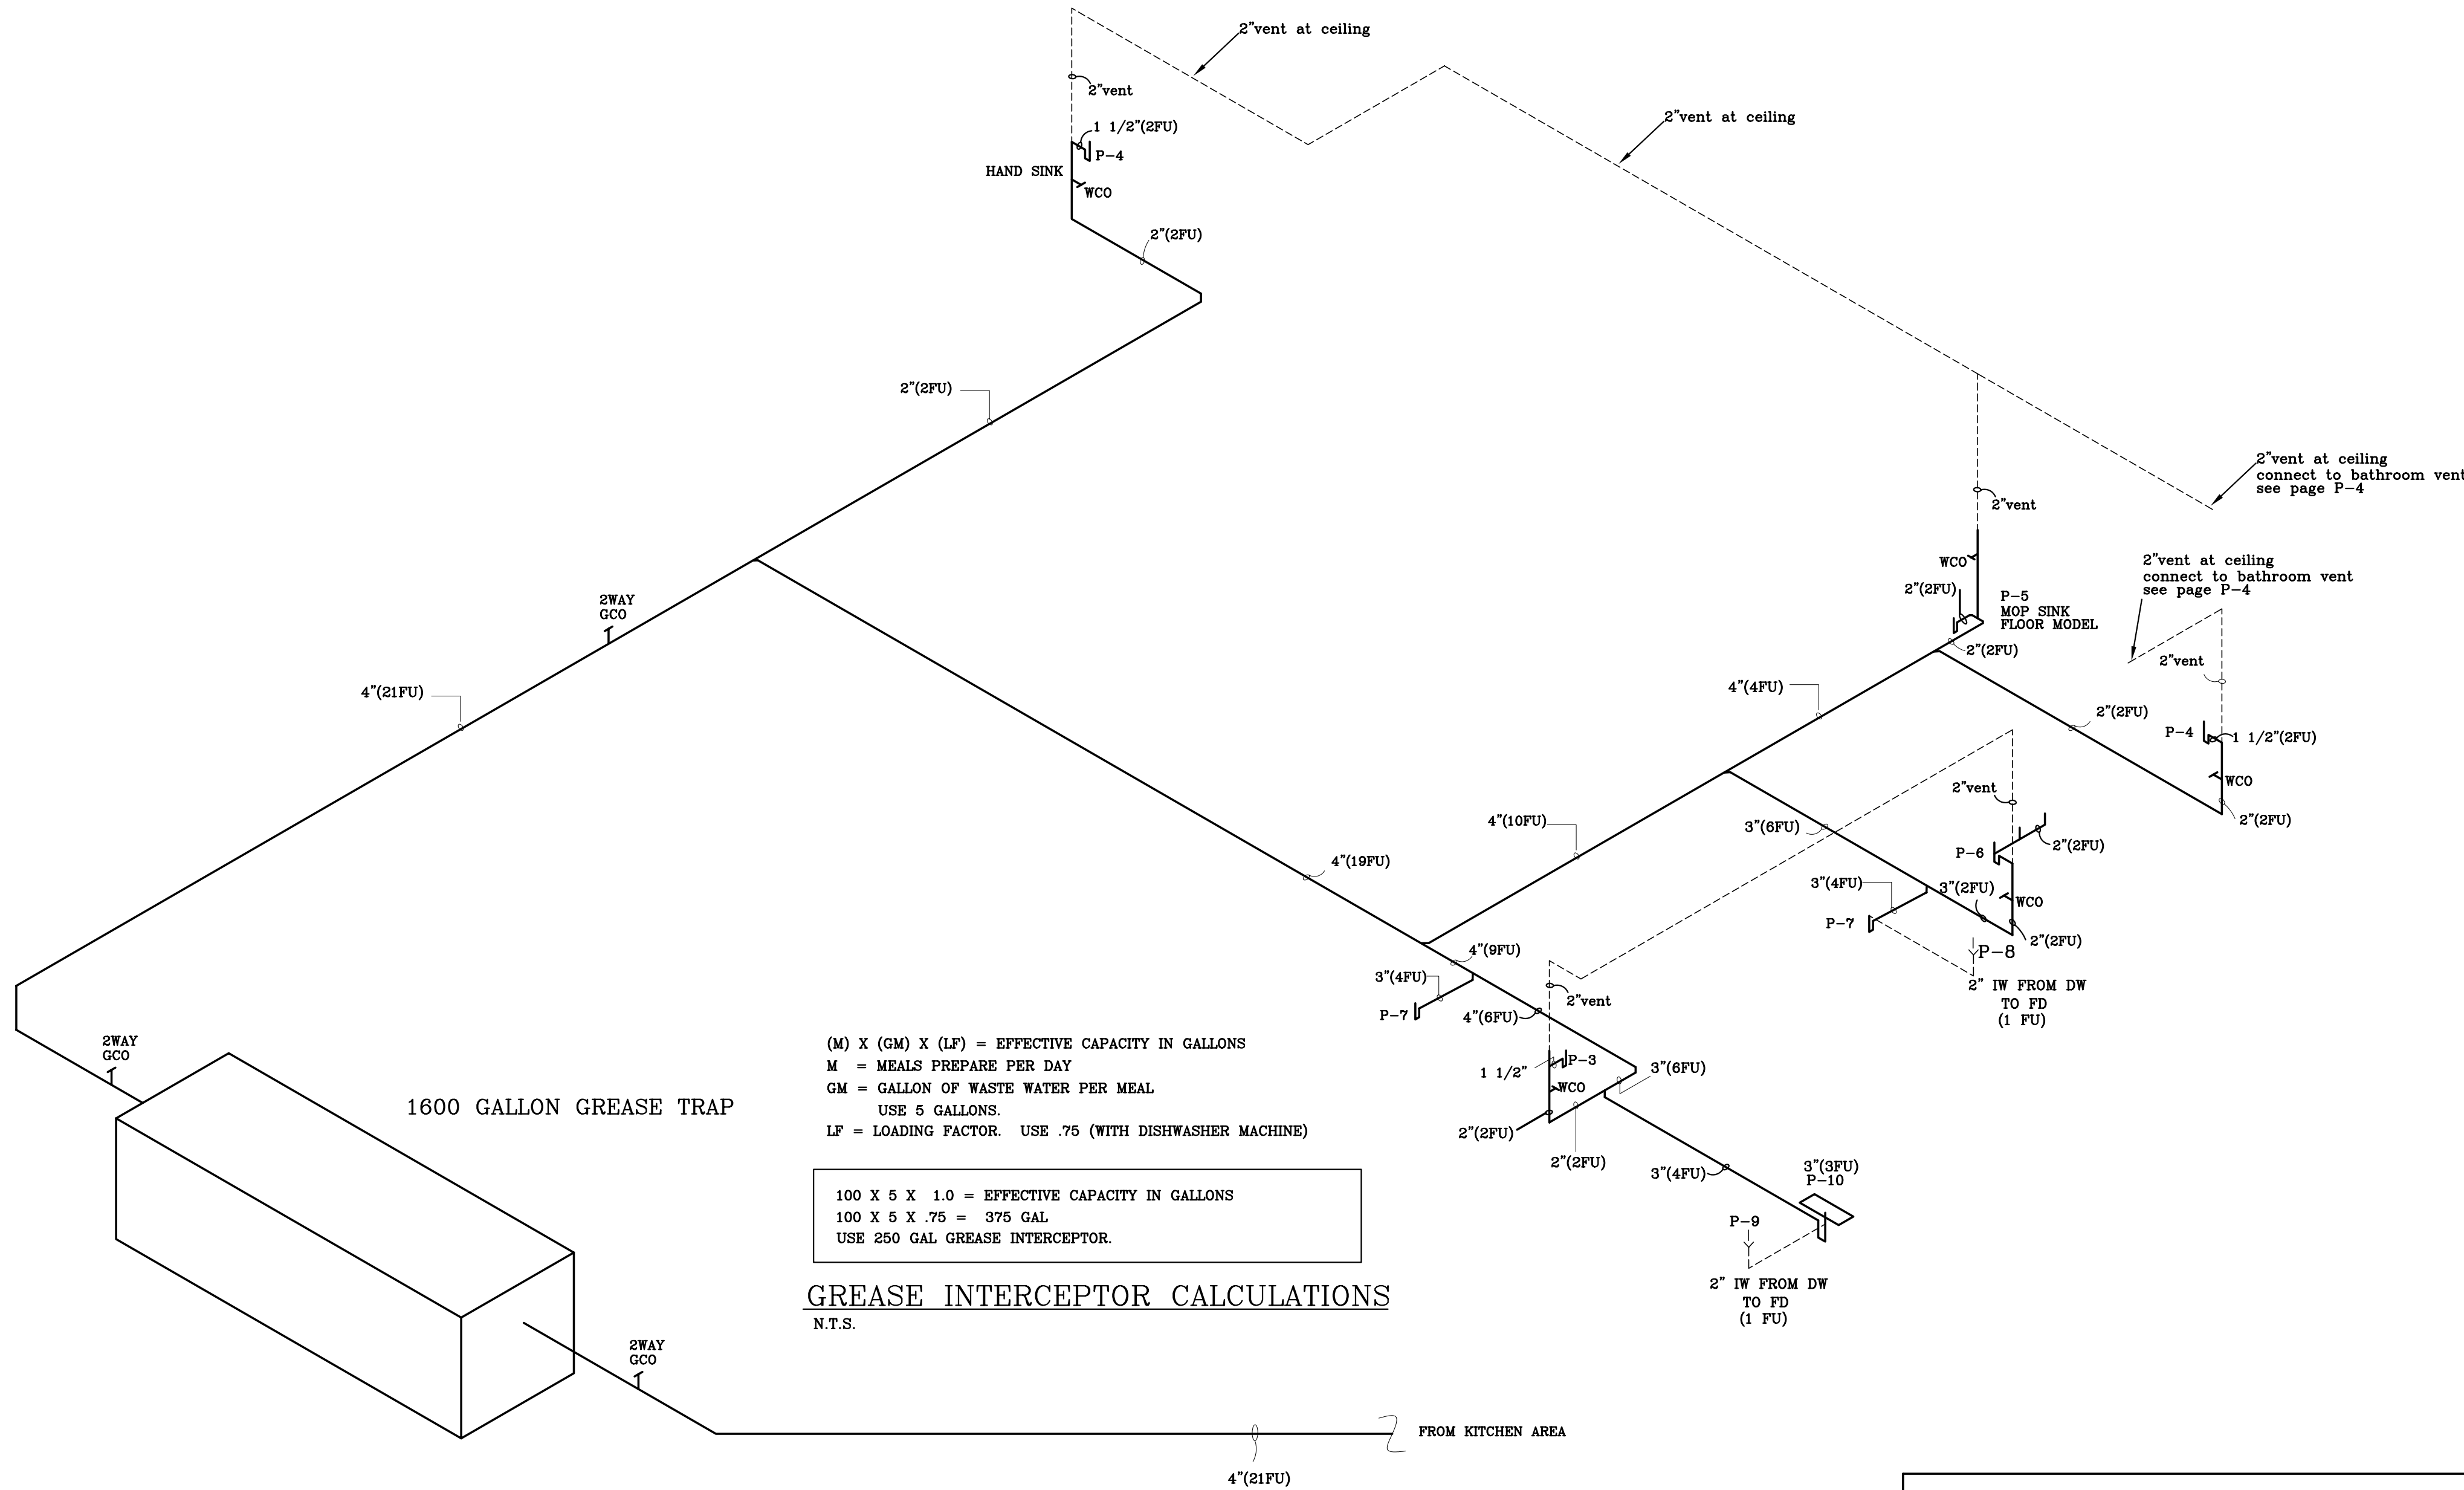 2"vent at ceiling
2"vent
1 1/2"(2FU)
P-4
HAND SINK
WCO
2"(2FU)
2"vent at ceiling
2"(2FU)
2"vent at ceiling
connect to bathroom vent
see page P-4
2"vent
WCO
2"(2FU)
P-5
MOP SINK
FLOOR MODEL
2"(2FU)
2"vent at ceiling
connect to bathroom vent
see page P-4
2"vent
2WAY
GCO
4"(21FU)
4"(4FU)
2"(2FU)
P-4
1 1/2"(2FU)
WCO
2"(2FU)
2"vent
4"(10FU)
3"(6FU)
2"(2FU)
P-6
4"(19FU)
3"(4FU)
3"(2FU)
WCO
P-7
2"(2FU)
P-8
2" IW FROM DW
TO FD
(1 FU)
4"(9FU)
3"(4FU)
P-7
2"vent
4"(6FU)
1 1/2"
P-3
WCO
3"(6FU)
2"(2FU)
2"(2FU)
3"(4FU)
3"(3FU)
P-10
P-9
2" IW FROM DW
TO FD
(1 FU)
2WAY
GCO
1600 GALLON GREASE TRAP
(M) X (GM) X (LF) = EFFECTIVE CAPACITY IN GALLONS
M = MEALS PREPARE PER DAY
GM = GALLON OF WASTE WATER PER MEAL
USE 5 GALLONS.
LF = LOADING FACTOR. USE .75 (WITH DISHWASHER MACHINE)
100 X 5 X 1.0 = EFFECTIVE CAPACITY IN GALLONS
100 X 5 X .75 = 375 GAL
USE 250 GAL GREASE INTERCEPTOR.
GREASE INTERCEPTOR CALCULATIONS
N.T.S.
2WAY
GCO
FROM KITCHEN AREA
4"(21FU)